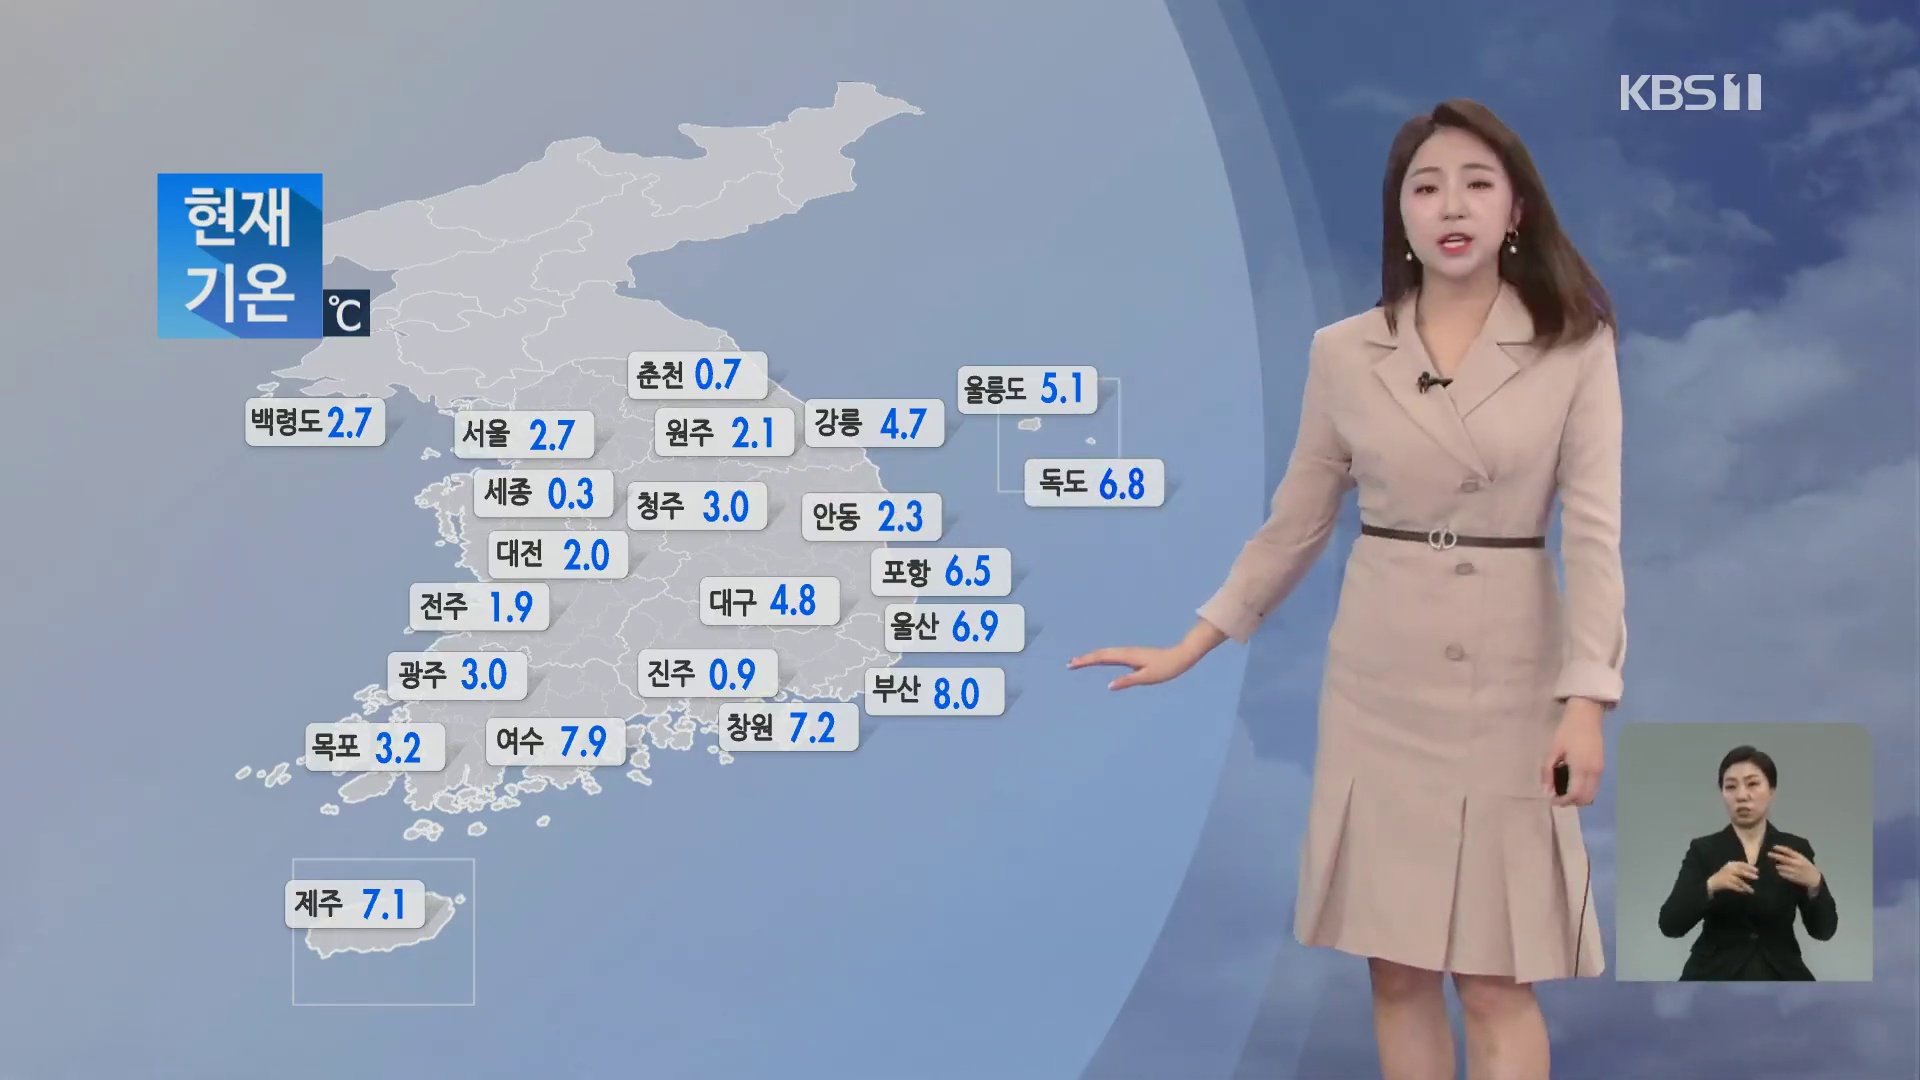 KBS 1
현재
기온
℃
춘천 0.7
울릉도 5.1
백령도 2.7
서울 2.7
원주 2.1
강릉 4.7
독도 6.8
세종 0.3
청주 3.0
안동 2.3
대전 2.0
포항 6.5
전주 1.9
대구 4.8
울산 6.9
광주 3.0
진주 0.9
부산 8.0
목포 3.2
여수 7.9
창원 7.2
제주 7.1